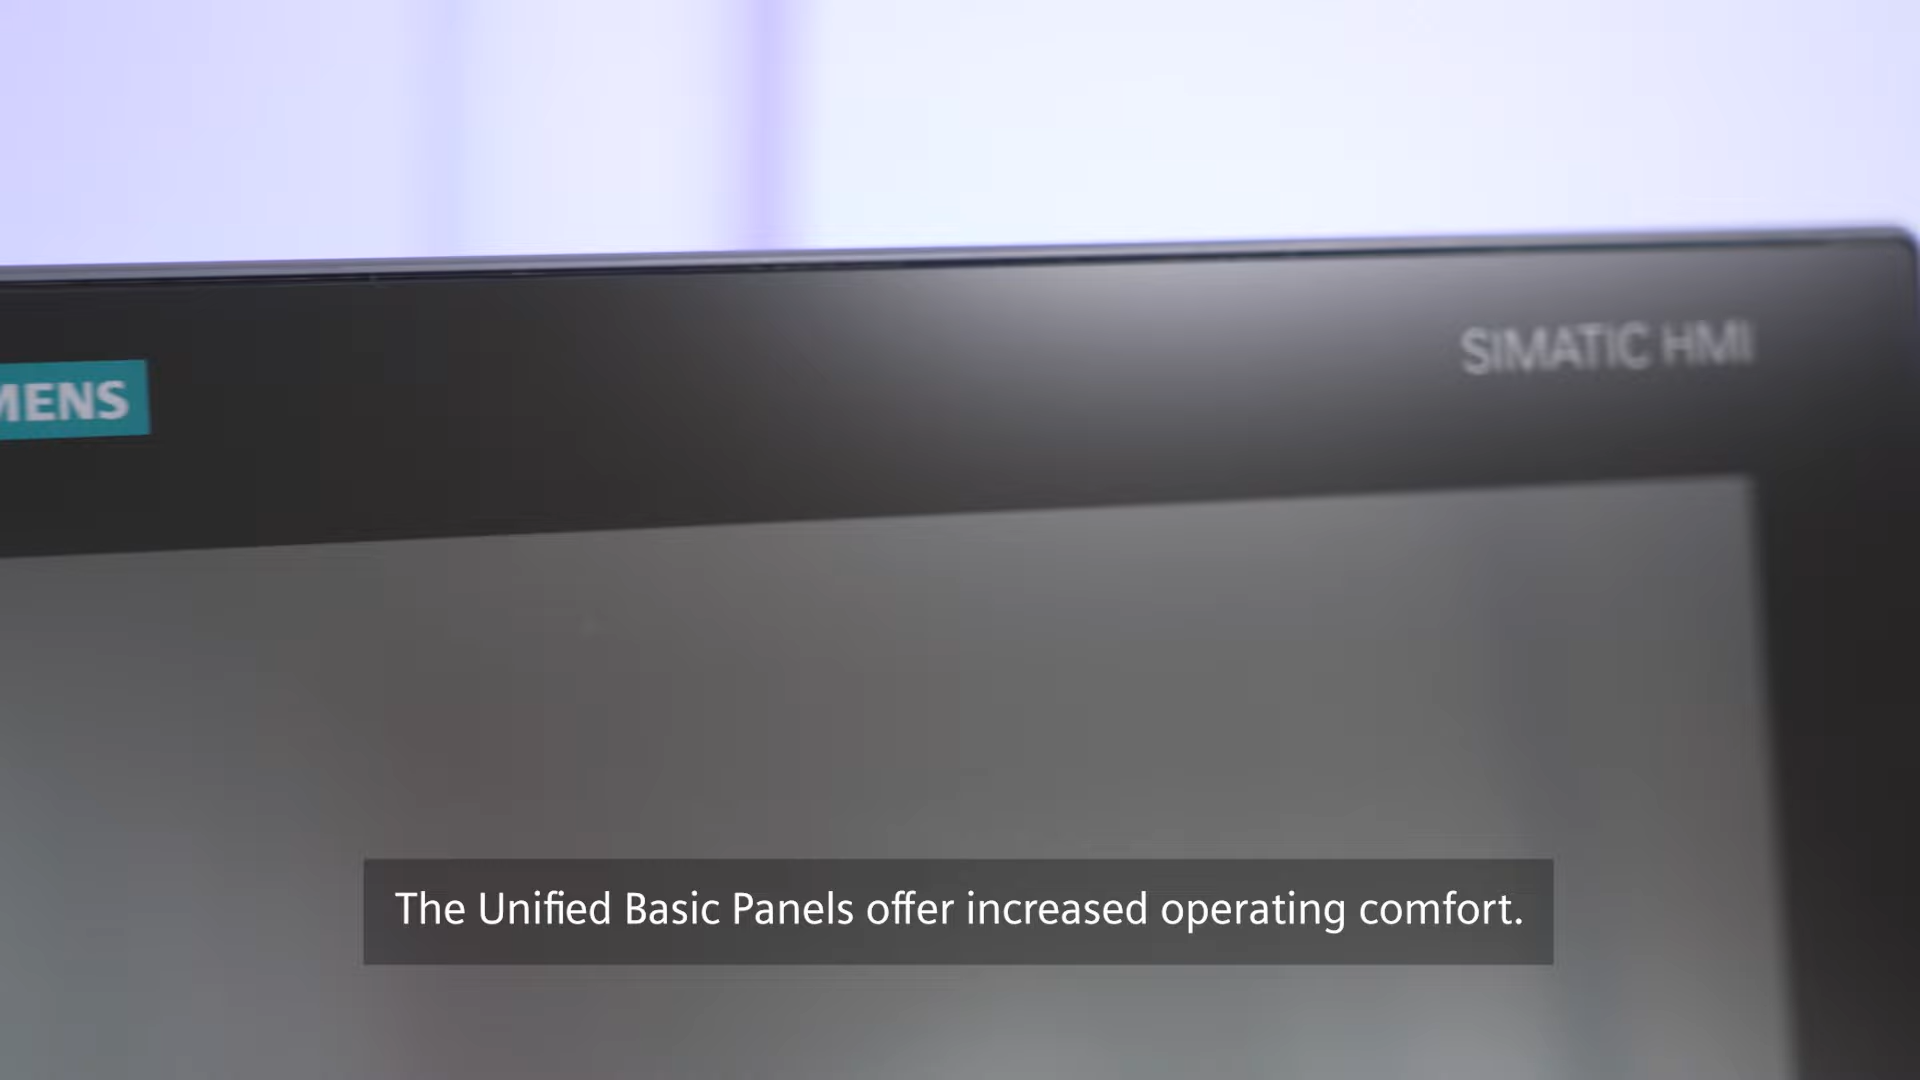 MENS
SIMATIC HMI
The Unified Basic Panels offer increased operating comfort.